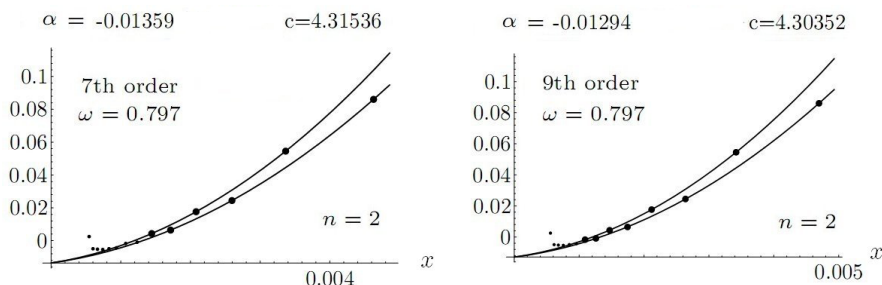 α = -0.01359 c=4.31536
0.1
0.08
0.06
0.04
0.02
0
7th order
ω = 0.797
n = 2
x
0.004
α = -0.01294 c=4.30352
0.1
0.08
0.06
0.04
0.02
0
9th order
ω = 0.797
n = 2
x
0.005